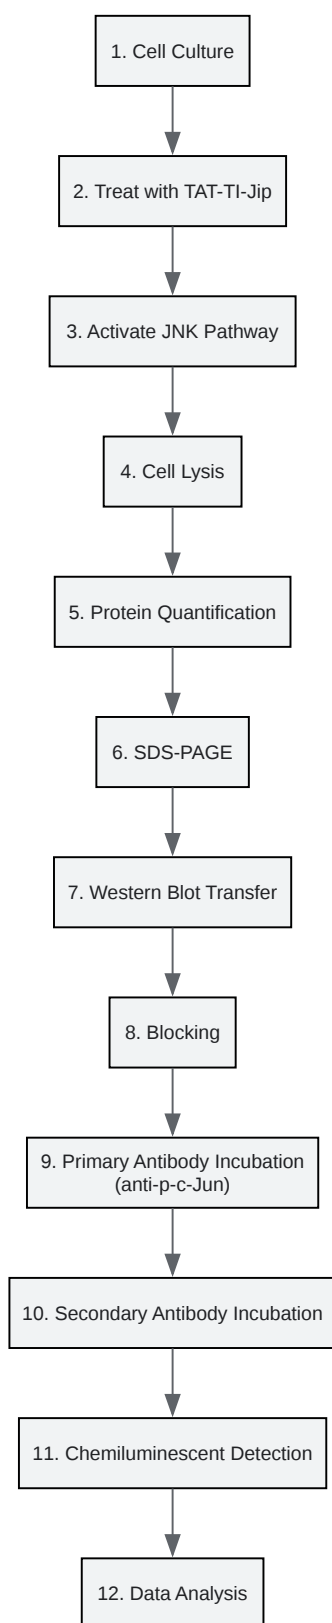 1. Cell Culture
2. Treat with TAT-TI-Jip
3. Activate JNK Pathway
4. Cell Lysis
5. Protein Quantification
6. SDS-PAGE
7. Western Blot Transfer
8. Blocking
9. Primary Antibody Incubation
(anti-p-c-Jun)
10. Secondary Antibody Incubation
11. Chemiluminescent Detection
12. Data Analysis